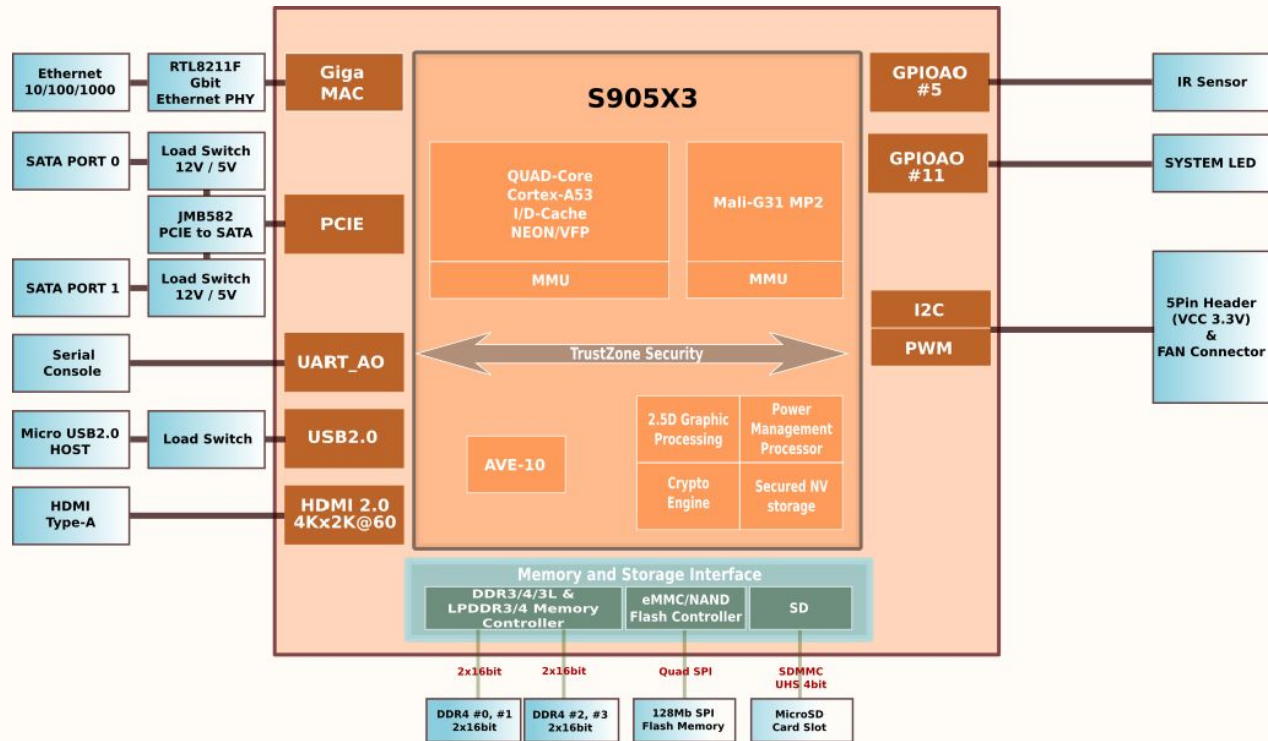 Ethernet
10/100/1000
RTL8211F
Gbit
Ethernet PHY
Giga
MAC
SATA PORT 0
Load Switch
12V / 5V
JMB582
PCIE to SATA
PCIE
SATA PORT 1
Load Switch
12V / 5V
Serial
Console
UART_AO
Micro USB2.0
HOST
Load Switch
USB2.0
HDMI
Type-A
HDMI 2.0
4Kx2K@60
S905X3
QUAD-Core
Cortex-A53
I/D-Cache
NEON/VFP
MMU
Mali-G31 MP2
MMU
TrustZone Security
AVE-10
2.5D Graphic
Processing
Power
Management
Processor
Crypto
Engine
Secured NV
storage
GPIOAO
#5
IR Sensor
GPIOAO
#11
SYSTEM LED
I2C
PWM
5Pin Header
(VCC 3.3V)
&
FAN Connector
Memory and Storage Interface
DDR3/4/3L &
LPDDR3/4 Memory
Controller
eMMC/NAND
Flash Controller
SD
2x16bit
2x16bit
Quad SPI
SDMMC
UHS 4bit
DDR4 #0, #1
2x16bit
DDR4 #2, #3
2x16bit
128Mb SPI
Flash Memory
MicroSD
Card Slot